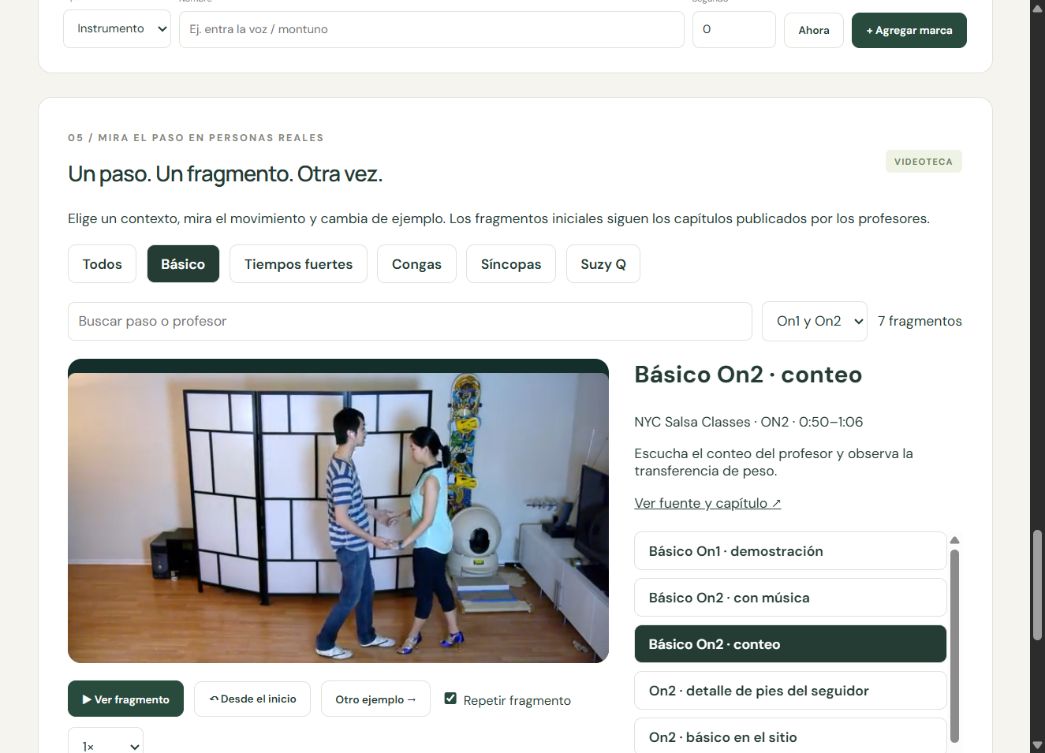 Instrumento
Ej. entra la voz / montuno
0
Ahora
+ Agregar marca
05 / MIRA EL PASO EN PERSONAS REALES
Un paso. Un fragmento. Otra vez.
VIDEOTECA
Elige un contexto, mira el movimiento y cambia de ejemplo. Los fragmentos iniciales siguen los capítulos publicados por los profesores.
Todos
Básico
Tiempos fuertes
Congas
Síncopas
Suzy Q
Buscar paso o profesor
On1 y On2
7 fragmentos
Básico On2 · conteo
NYC Salsa Classes · ON2 · 0:50–1:06
Escucha el conteo del profesor y observa la
transferencia de peso.
Ver fuente y capítulo ↗
Básico On1 · demostración
Básico On2 · con música
Básico On2 · conteo
On2 · detalle de pies del seguidor
On2 · básico en el sitio
▶ Ver fragmento
↶ Desde el inicio
Otro ejemplo →
Repetir fragmento
1×